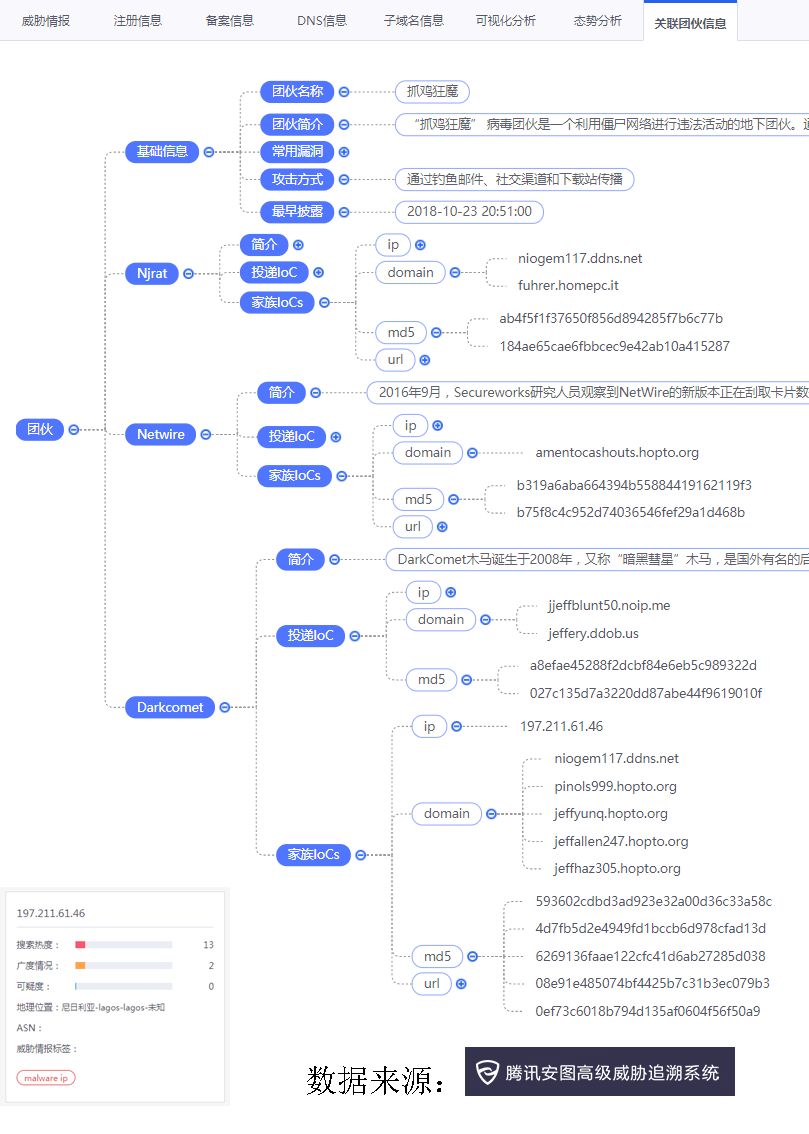 威胁情报 注册信息 备案信息 DNS信息 子域名信息 可视化分析 态势分析 关联团伙信息
团伙
基础信息
团伙名称 抓鸡狂魔
团伙简介 “抓鸡狂魔” 病毒团伙是一个利用僵尸网络进行违法活动的地下团伙。通
常用漏洞
攻击方式 通过钓鱼邮件、社交渠道和下载站传播
最早披露 2018-10-23 20:51:00
Njrat
简介
投递IoC
家族IoCs
ip
domain
niogem117.ddns.net
fuhrer.homepc.it
md5
ab4f5f1f37650f856d894285f7b6c77b
184ae65cae6fbbcec9e42ab10a415287
url
Netwire
简介 2016年9月，Secureworks研究人员观察到NetWire的新版本正在刮取卡片数
投递IoC
家族IoCs
ip
domain
amentocashouts.hopto.org
md5
b319a6aba664394b55884419162119f3
b75f8c4c952d74036546fef29a1d468b
url
Darkcomet
简介 DarkComet木马诞生于2008年，又称“暗黑彗星”木马，是国外有名的后
投递IoC
ip
domain
jjeffblunt50.noip.me
jeffery.ddob.us
md5
a8efae45288f2dcbf84e6eb5c989322d
027c135d7a3220dd87abe44f9619010f
家族IoCs
ip
197.211.61.46
domain
niogem117.ddns.net
pinols999.hopto.org
jeffyunq.hopto.org
jeffallen247.hopto.org
jeffhaz305.hopto.org
md5
593602cdbd3ad923e32a00d36c33a58c
4d7fb5d2e4949fd1bccb6d978cfad13d
6269136faae122cfc41d6ab27285d038
08e91e485074bf4425b7c31b3ec079b3
0ef73c6018b794d135af0604f56f50a9
url
197.211.61.46
搜索热度： 13
广度情况： 2
可疑度： 0
地理位置：尼日利亚-lagos-lagos-未知
ASN：
威胁情报标签：
malware ip
数据来源：
腾讯安图高级威胁追溯系统